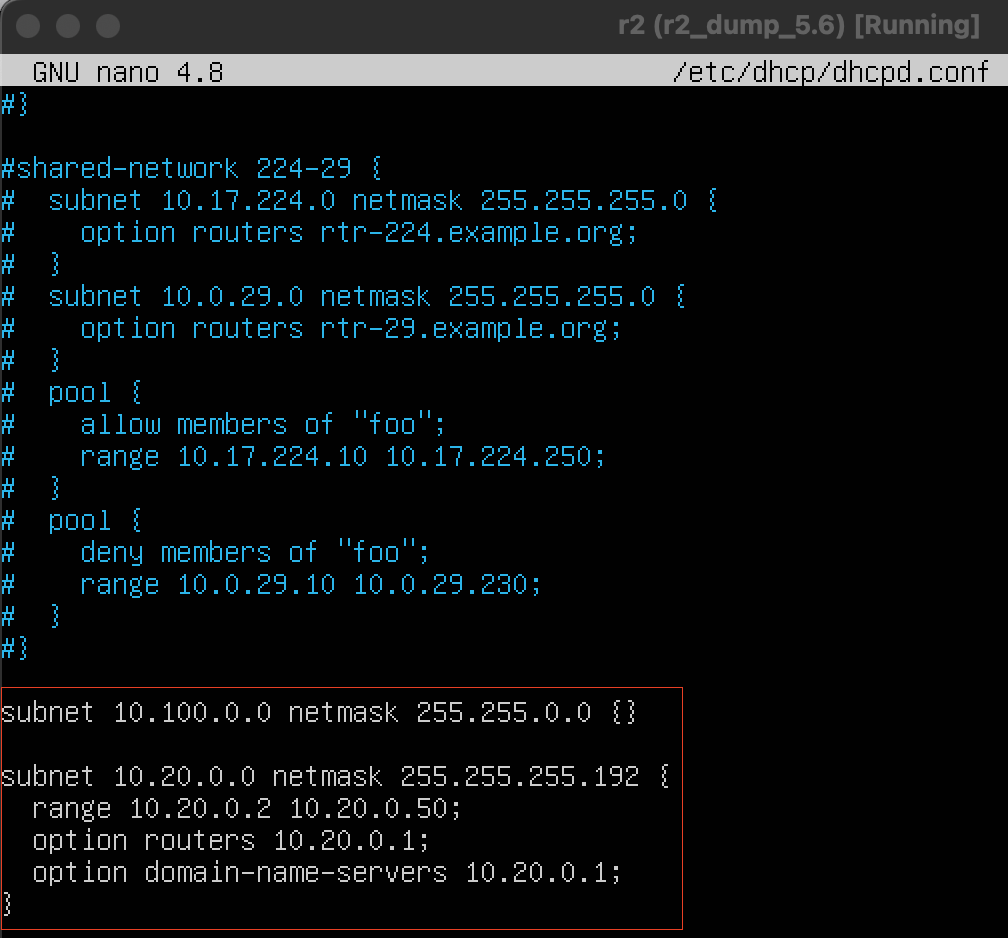 r2 (r2_dump_5.6) [Running]
GNU nano 4.8 /etc/dhcp/dhcpd.conf
#}
#shared-network 224-29 {
#  subnet 10.17.224.0 netmask 255.255.255.0 {
#    option routers rtr-224.example.org;
#  }
#  subnet 10.0.29.0 netmask 255.255.255.0 {
#    option routers rtr-29.example.org;
#  }
#  pool {
#    allow members of "foo";
#    range 10.17.224.10 10.17.224.250;
#  }
#  pool {
#    deny members of "foo";
#    range 10.0.29.10 10.0.29.230;
#  }
#}
subnet 10.100.0.0 netmask 255.255.0.0 {}
subnet 10.20.0.0 netmask 255.255.255.192 {
  range 10.20.0.2 10.20.0.50;
  option routers 10.20.0.1;
  option domain-name-servers 10.20.0.1;
}